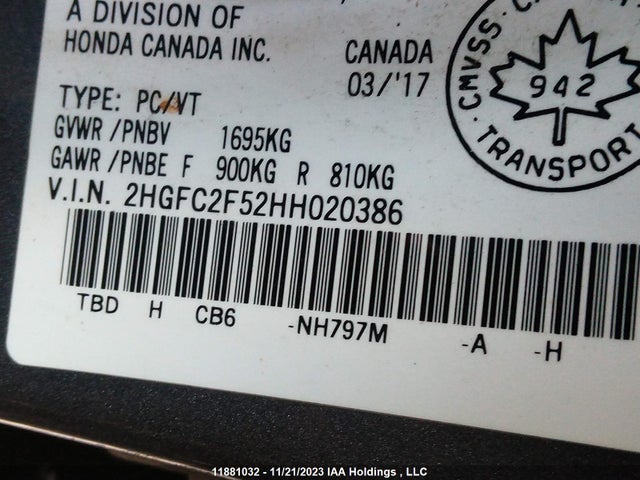 A DIVISION OF
HONDA CANADA INC.
CANADA
03/'17
TYPE: PC/VT
GVWR /PNBV 1695KG
GAWR /PNBE F 900KG R 810KG
V.I.N. 2HGFC2F52HH020386
TBD H CB6 -NH797M -A -H
CMVSS
942
TRANSPORT
11881032 - 11/21/2023 IAA Holdings , LLC